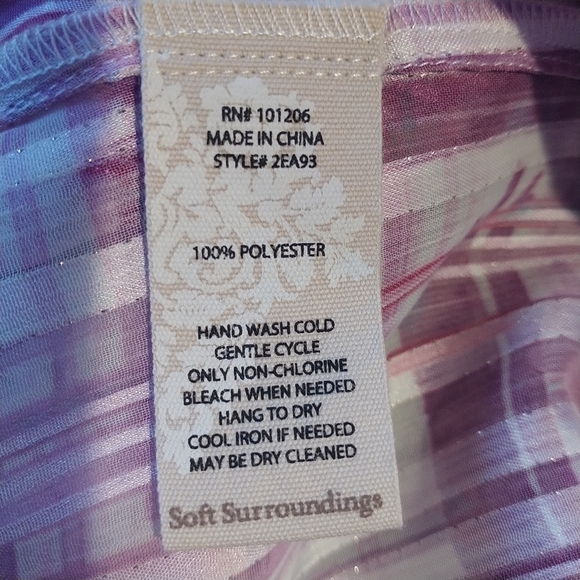 RN# 101206
MADE IN CHINA
STYLE# 2EA93
100% POLYESTER
HAND WASH COLD
GENTLE CYCLE
ONLY NON-CHLORINE
BLEACH WHEN NEEDED
HANG TO DRY
COOL IRON IF NEEDED
MAY BE DRY CLEANED
Soft Surroundings